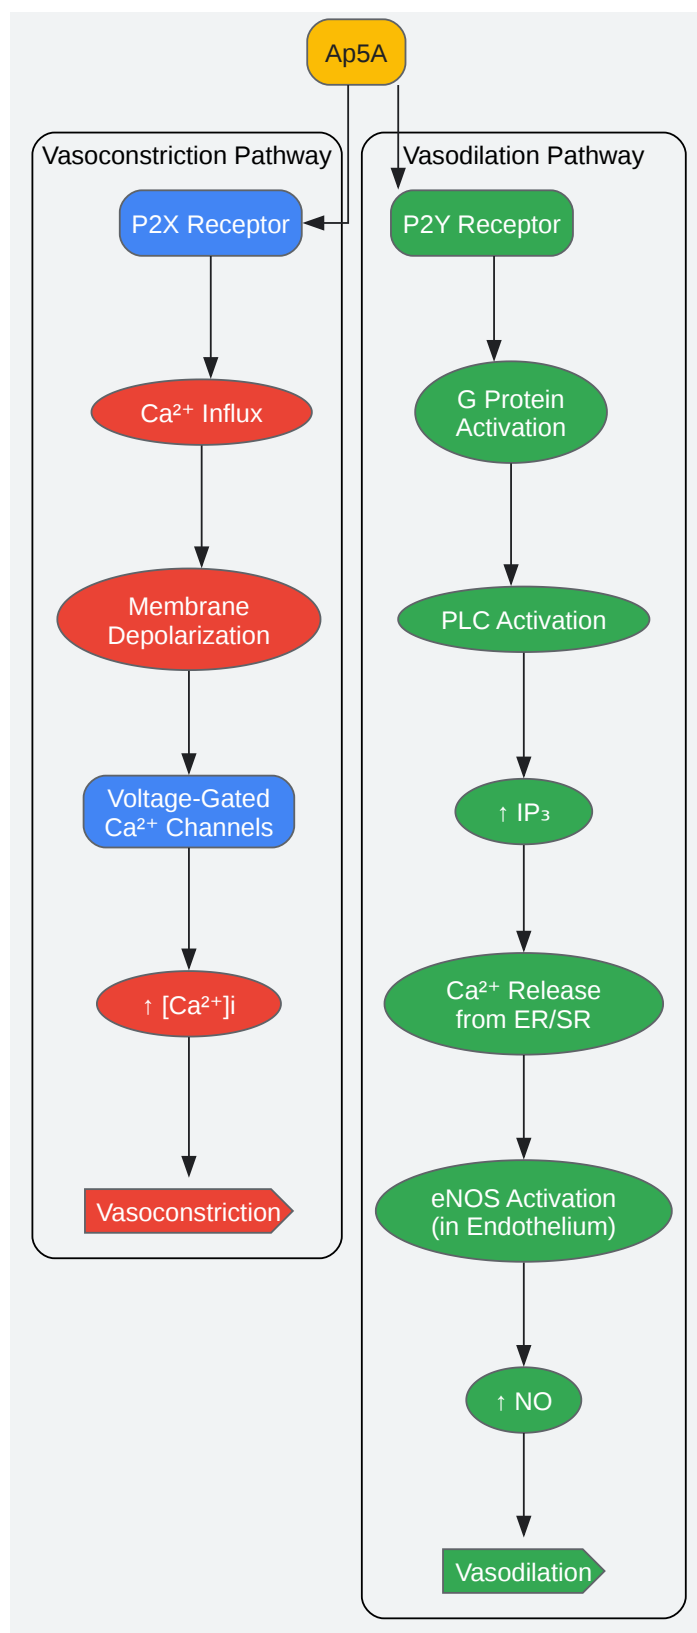 Ap5A
Vasoconstriction Pathway
P2X Receptor
Ca²⁺ Influx
Membrane
Depolarization
Voltage-Gated
Ca²⁺ Channels
↑ [Ca²⁺]i
Vasoconstriction
Vasodilation Pathway
P2Y Receptor
G Protein
Activation
PLC Activation
↑ IP₃
Ca²⁺ Release
from ER/SR
eNOS Activation
(in Endothelium)
↑ NO
Vasodilation